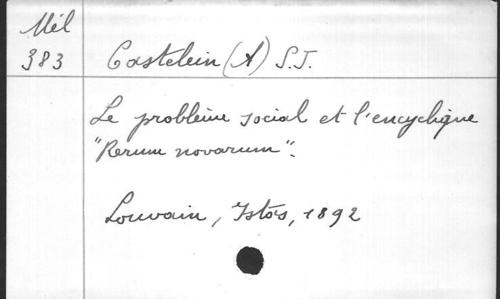 Mél
383
Castelein (A) S.J.
Le problème social et l'encyclique
"Rerum novarum".
Louvain, Istas, 1892